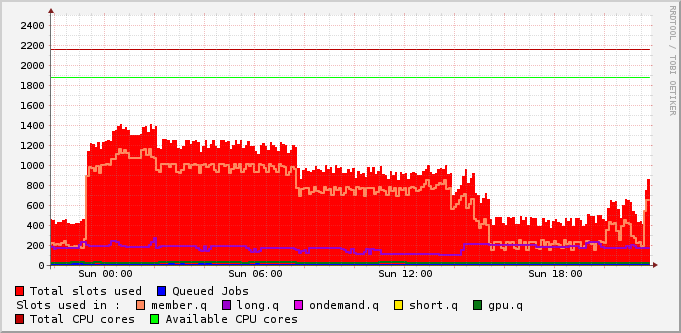 2400
2200
2000
1800
1600
1400
1200
1000
800
600
400
200
0
Sun 00:00 Sun 06:00 Sun 12:00 Sun 18:00
RRDTOOL / TOBI OETIKER
Total slots used Queued Jobs
Slots used in : member.q long.q ondemand.q short.q gpu.q
Total CPU cores Available CPU cores